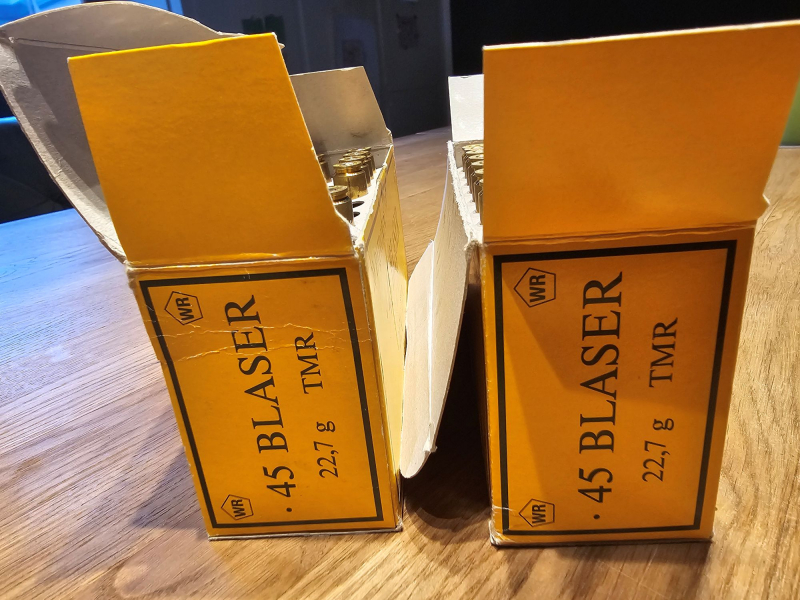 WR WR
. 45 BLASER
22,7 g TMR
WR WR
. 45 BLASER
22,7 g TMR